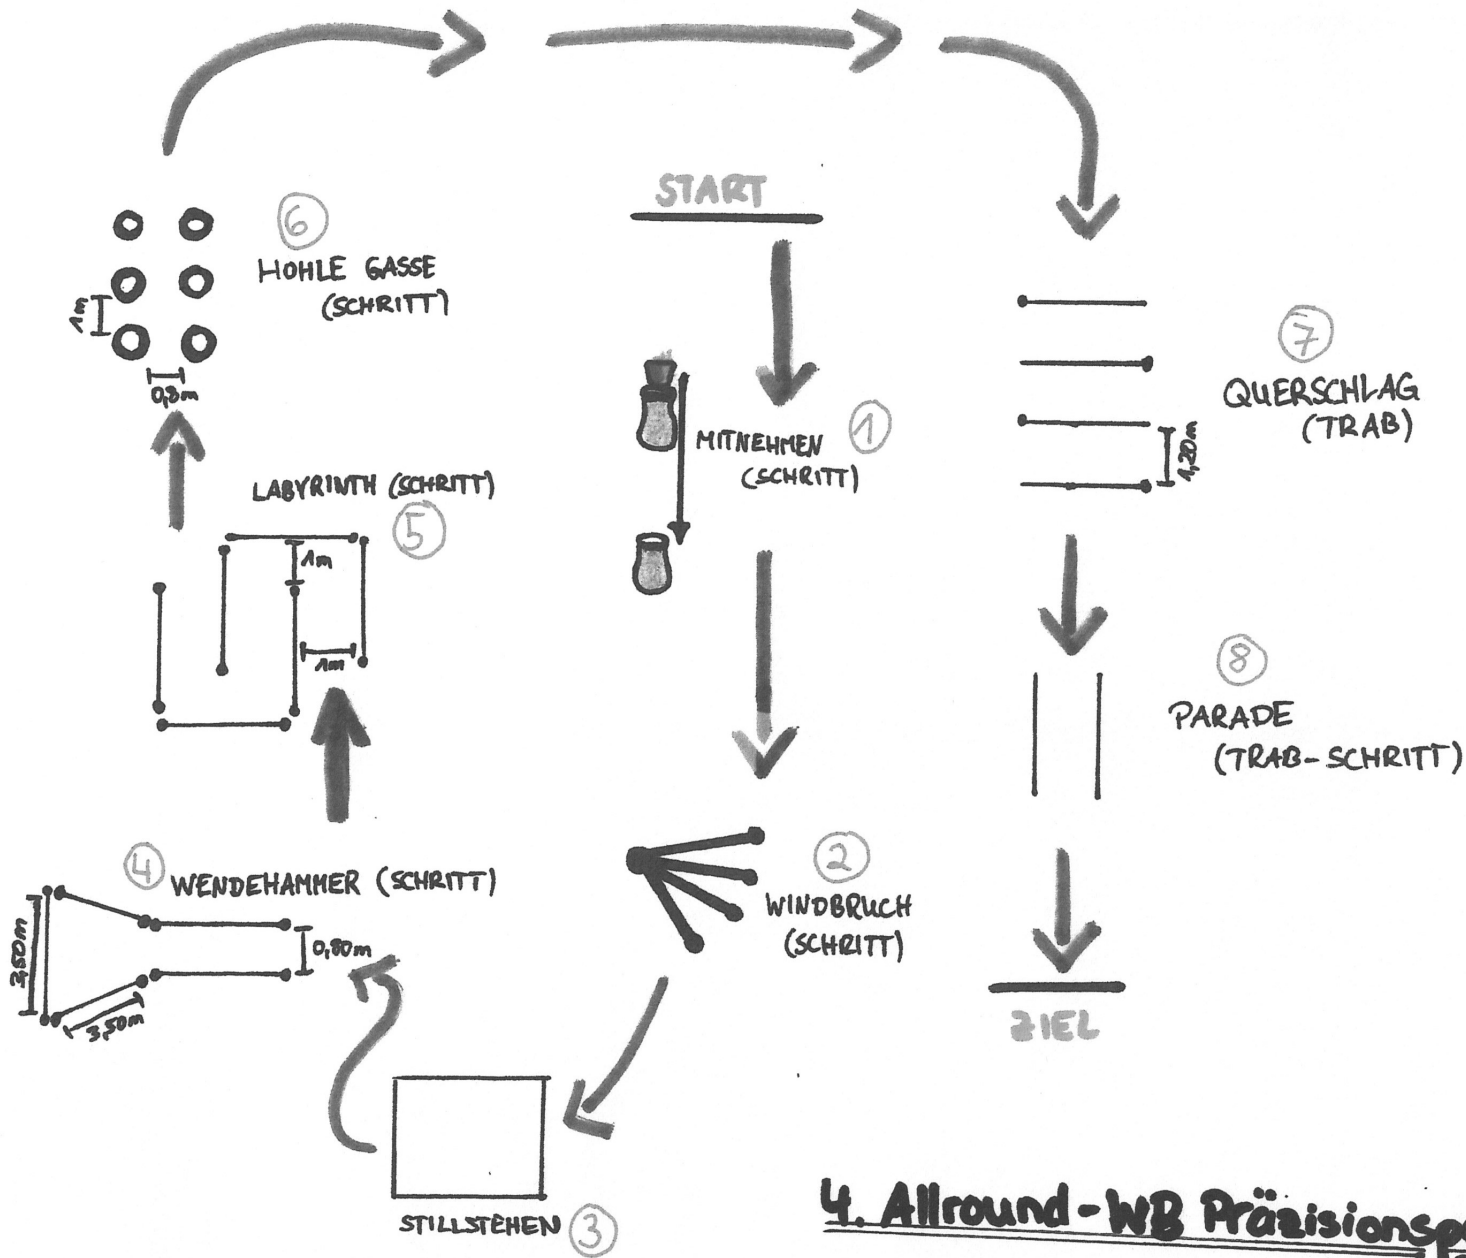 START
1
MITNEHMEN
(SCHRITT)
2
WINDBRUCH
(SCHRITT)
STILLSTEHEN 3
4 WENDEHAMMER (SCHRITT)
0,80m
3,50m
3,50m
LABYRINTH (SCHRITT)
5
1m
1m
6
HOHLE GASSE
(SCHRITT)
1m
0,8m
7
QUERSCHLAG
(TRAB)
1,20m
8
PARADE
(TRAB-SCHRITT)
ZIEL
4. Allround-WB